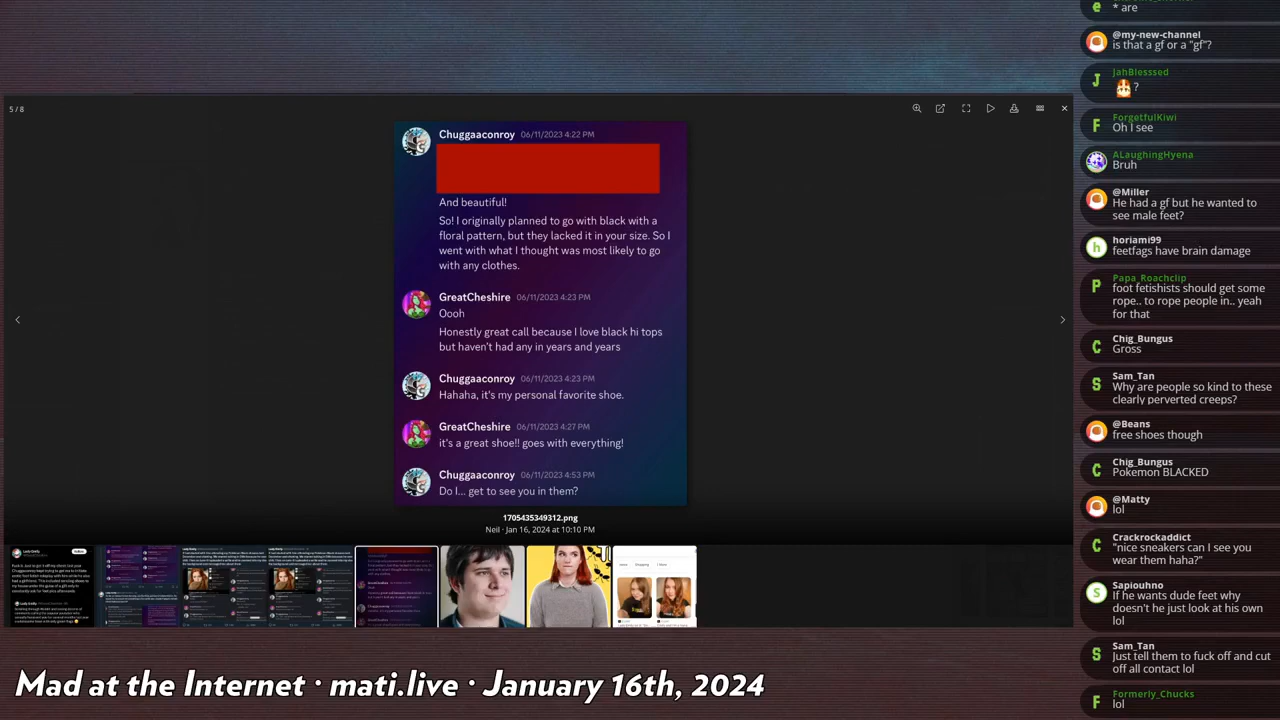 5 / 8
Chuggaaconroy 06/11/2023 4:22 PM
And beautiful!
So! I originally planned to go with black with a
floral pattern, but they lacked it in your size. So I
went with what I thought was most likely to go
with any clothes.
GreatCheshire 06/11/2023 4:23 PM
Oooh
Honestly great call because I love black hi tops
but haven't had any in years and years
Chuggaaconroy 06/11/2023 4:23 PM
Hahaha, it's my personal favorite shoe.
GreatCheshire 06/11/2023 4:27 PM
it's a great shoe!! goes with everything!
Chuggaaconroy 06/11/2023 4:53 PM
Do I... get to see you in them?
1705435349312.png
Neil · Jan 16, 2024 at 10:10 PM
Mad at the Internet · mati.live · January 16th, 2024
* are
@my-new-channel
is that a gf or a "gf"?
JahBlesssed
?
ForgetfulKiwi
Oh I see
ALaughingHyena
Bruh
@Miller
He had a gf but he wanted to
see male feet?
horiami99
feetfags have brain damage
Papa_Roachclip
foot fetishists should get some
rope.. to rope people in.. yeah
for that
Chig_Bungus
Gross
Sam_Tan
Why are people so kind to these
clearly perverted creeps?
@Beans
free shoes though
Chig_Bungus
Pokemon BLACKED
@Matty
lol
Crackrockaddict
"nice sneakers can I see you
wear them haha?"
Sapiouhno
If he wants dude feet why
doesn't he just cut his own
lol
Sam_Tan
Just tell them to fuck off and cut
off all contact lol
Formerly_Chucks
lol